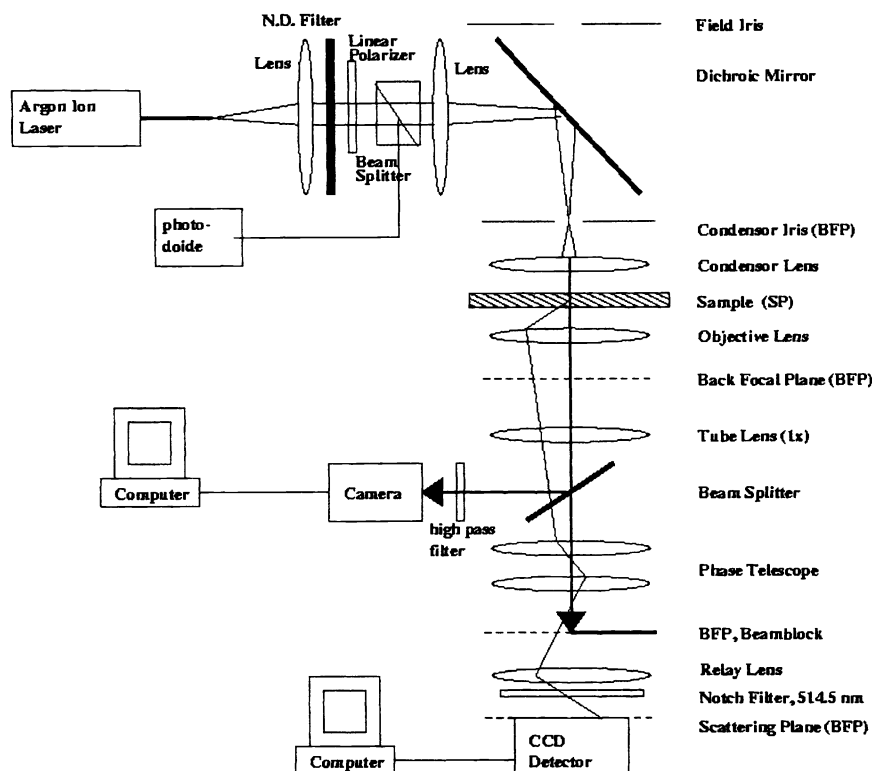 N.D. Filter
Linear
Polarizer
Lens
Lens
Field Iris
Dichroic Mirror
Argon Ion
Laser
Beam
Splitter
photo-
doide
Condensor Iris (BFP)
Condensor Lens
Sample (SP)
Objective Lens
Back Focal Plane (BFP)
Tube Lens (1x)
Computer
Camera
high pass
filter
Beam Splitter
Phase Telescope
BFP, Beamblock
Relay Lens
Notch Filter, 514.5 nm
Scattering Plane (BFP)
Computer
CCD
Detector